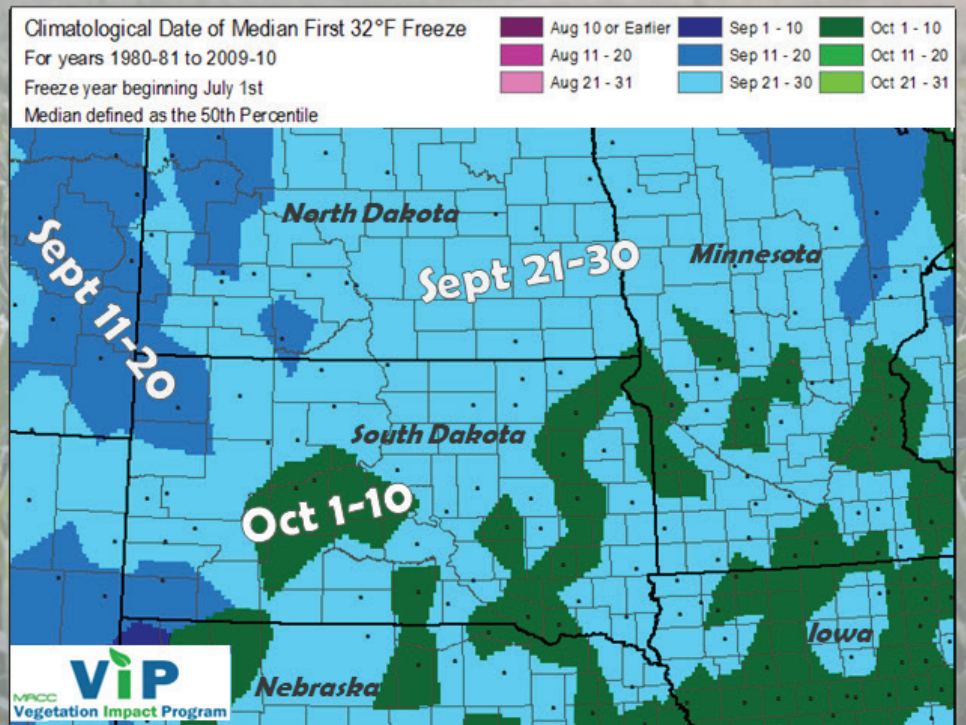 Climatological Date of Median First 32°F Freeze
For years 1980-81 to 2009-10
Freeze year beginning July 1st
Median defined as the 50th Percentile
Aug 10 or Earlier
Aug 11 - 20
Aug 21 - 31
Sep 1 - 10
Sep 11 - 20
Sep 21 - 30
Oct 1 - 10
Oct 11 - 20
Oct 21 - 31
North Dakota
Minnesota
Sept 11-20
Sept 21-30
South Dakota
Oct 1-10
Iowa
Nebraska
MRCC
ViP
Vegetation Impact Program